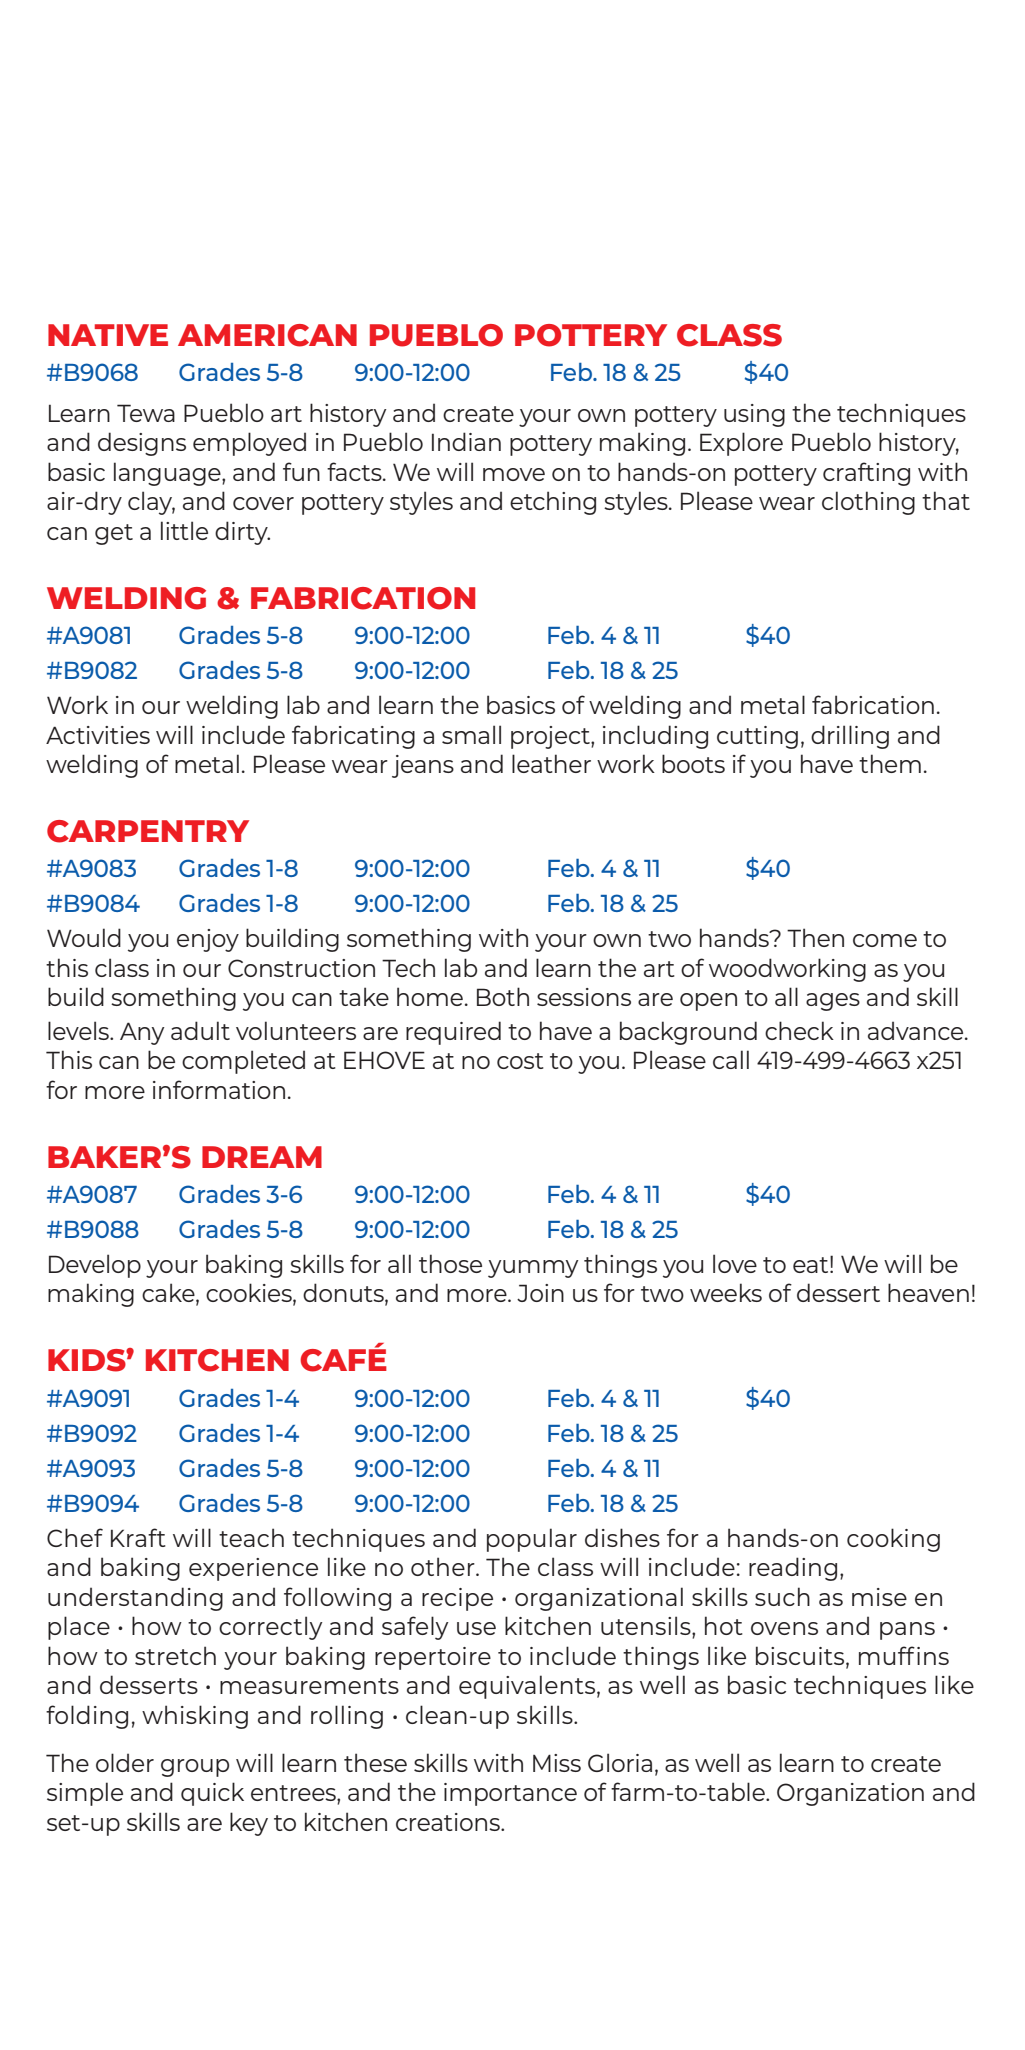 NATIVE AMERICAN PUEBLO POTTERY CLASS
#B9068 Grades 5-8 9:00-12:00 Feb. 18 & 25 $40
Learn Tewa Pueblo art history and create your own pottery using the techniques
and designs employed in Pueblo Indian pottery making. Explore Pueblo history,
basic language, and fun facts. We will move on to hands-on pottery crafting with
air-dry clay, and cover pottery styles and etching styles. Please wear clothing that
can get a little dirty.
WELDING & FABRICATION
#A9081 Grades 5-8 9:00-12:00 Feb. 4 & 11 $40
#B9082 Grades 5-8 9:00-12:00 Feb. 18 & 25
Work in our welding lab and learn the basics of welding and metal fabrication.
Activities will include fabricating a small project, including cutting, drilling and
welding of metal. Please wear jeans and leather work boots if you have them.
CARPENTRY
#A9083 Grades 1-8 9:00-12:00 Feb. 4 & 11 $40
#B9084 Grades 1-8 9:00-12:00 Feb. 18 & 25
Would you enjoy building something with your own two hands? Then come to
this class in our Construction Tech lab and learn the art of woodworking as you
build something you can take home. Both sessions are open to all ages and skill
levels. Any adult volunteers are required to have a background check in advance.
This can be completed at EHOVE at no cost to you. Please call 419-499-4663 x251
for more information.
BAKER’S DREAM
#A9087 Grades 3-6 9:00-12:00 Feb. 4 & 11 $40
#B9088 Grades 5-8 9:00-12:00 Feb. 18 & 25
Develop your baking skills for all those yummy things you love to eat! We will be
making cake, cookies, donuts, and more. Join us for two weeks of dessert heaven!
KIDS’ KITCHEN CAFÉ
#A9091 Grades 1-4 9:00-12:00 Feb. 4 & 11 $40
#B9092 Grades 1-4 9:00-12:00 Feb. 18 & 25
#A9093 Grades 5-8 9:00-12:00 Feb. 4 & 11
#B9094 Grades 5-8 9:00-12:00 Feb. 18 & 25
Chef Kraft will teach techniques and popular dishes for a hands-on cooking
and baking experience like no other. The class will include: reading,
understanding and following a recipe • organizational skills such as mise en
place • how to correctly and safely use kitchen utensils, hot ovens and pans •
how to stretch your baking repertoire to include things like biscuits, muffins
and desserts • measurements and equivalents, as well as basic techniques like
folding, whisking and rolling • clean-up skills.
The older group will learn these skills with Miss Gloria, as well as learn to create
simple and quick entrees, and the importance of farm-to-table. Organization and
set-up skills are key to kitchen creations.